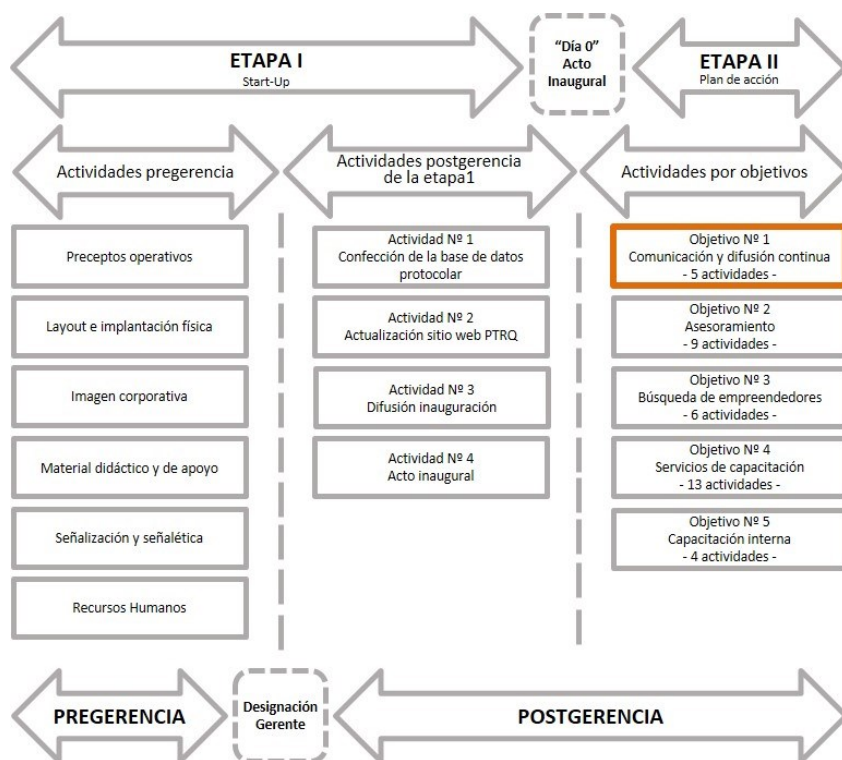 ETAPA I
Start-Up
“Día 0”
Acto
Inaugural
ETAPA II
Plan de acción
Actividades pregerencia
Actividades postgerencia
de la etapa1
Actividades por objetivos
Preceptos operativos
Layout e implantación física
Imagen corporativa
Material didáctico y de apoyo
Señalización y señalética
Recursos Humanos
Actividad Nº 1
Confección de la base de datos
protocolar
Actividad Nº 2
Actualización sitio web PTRQ
Actividad Nº 3
Difusión inauguración
Actividad Nº 4
Acto inaugural
Objetivo Nº 1
Comunicación y difusión continua
- 5 actividades -
Objetivo Nº 2
Asesoramiento
- 9 actividades -
Objetivo Nº 3
Búsqueda de emprendedores
- 6 actividades -
Objetivo Nº 4
Servicios de capacitación
- 13 actividades -
Objetivo Nº 5
Capacitación interna
- 4 actividades -
PREGERENCIA
Designación
Gerente
POSTGERENCIA